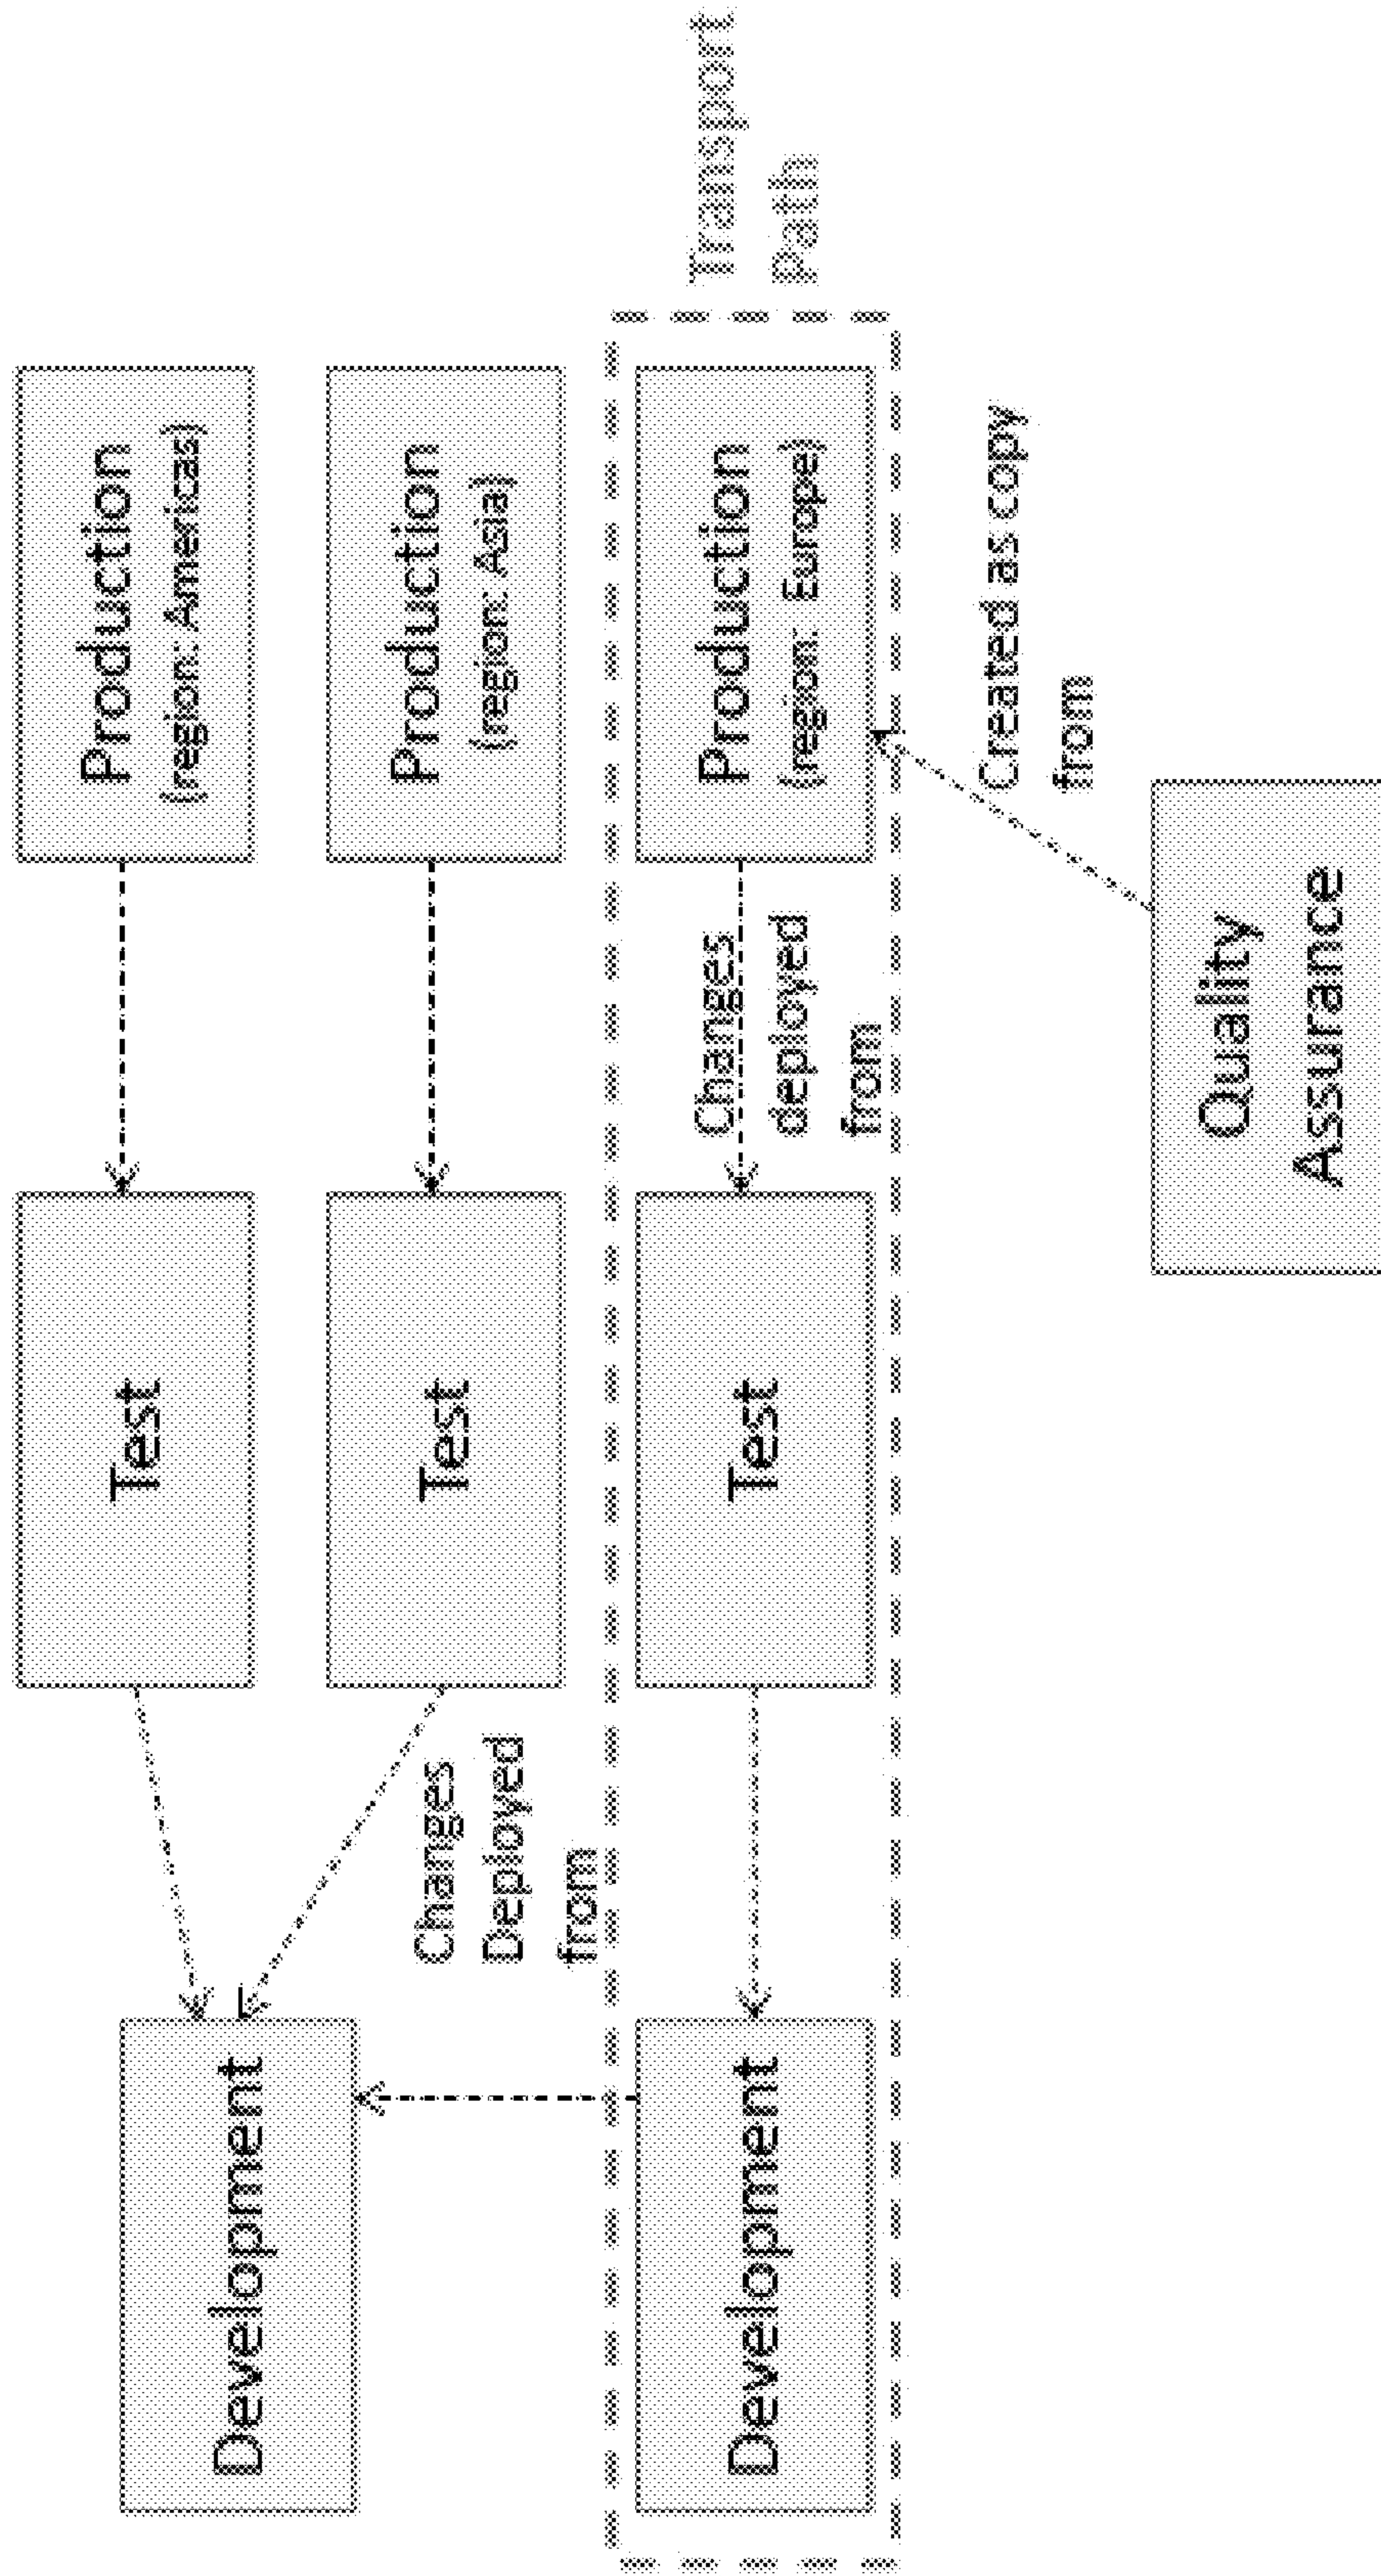 Production
(region: Americas)
Test
Development
Production
(region: Asia)
Test
Changes
Deployed
from
Transport
Path
Production
(region: Europe)
Changes
deployed
from
Test
Development
Created as copy
from
Quality
Assurance